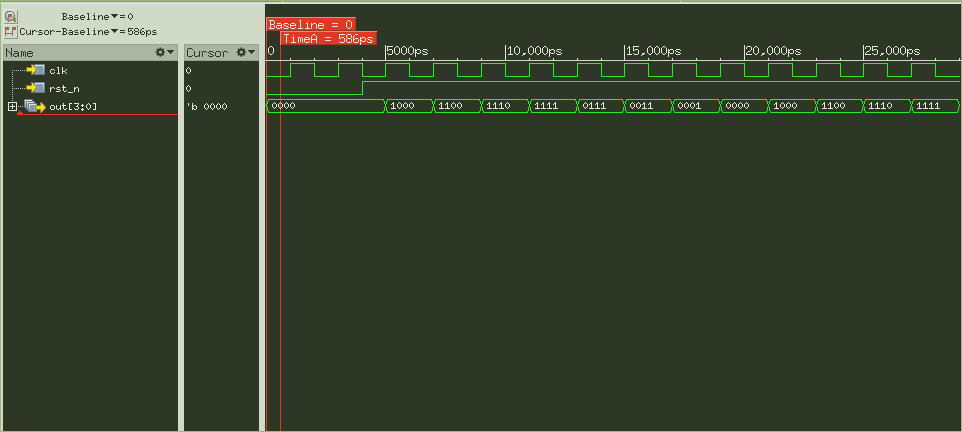 Baseline▼=0
Cursor-Baseline▼=586ps
Baseline = 0
TimeA = 586ps
Name Cursor 0 5000ps 10,000ps 15,000ps 20,000ps 25,000ps
clk 0
rst_n 0
out[3:0] 'b 0000 0000 1000 1100 1110 1111 0111 0011 0001 0000 1000 1100 1110 1111